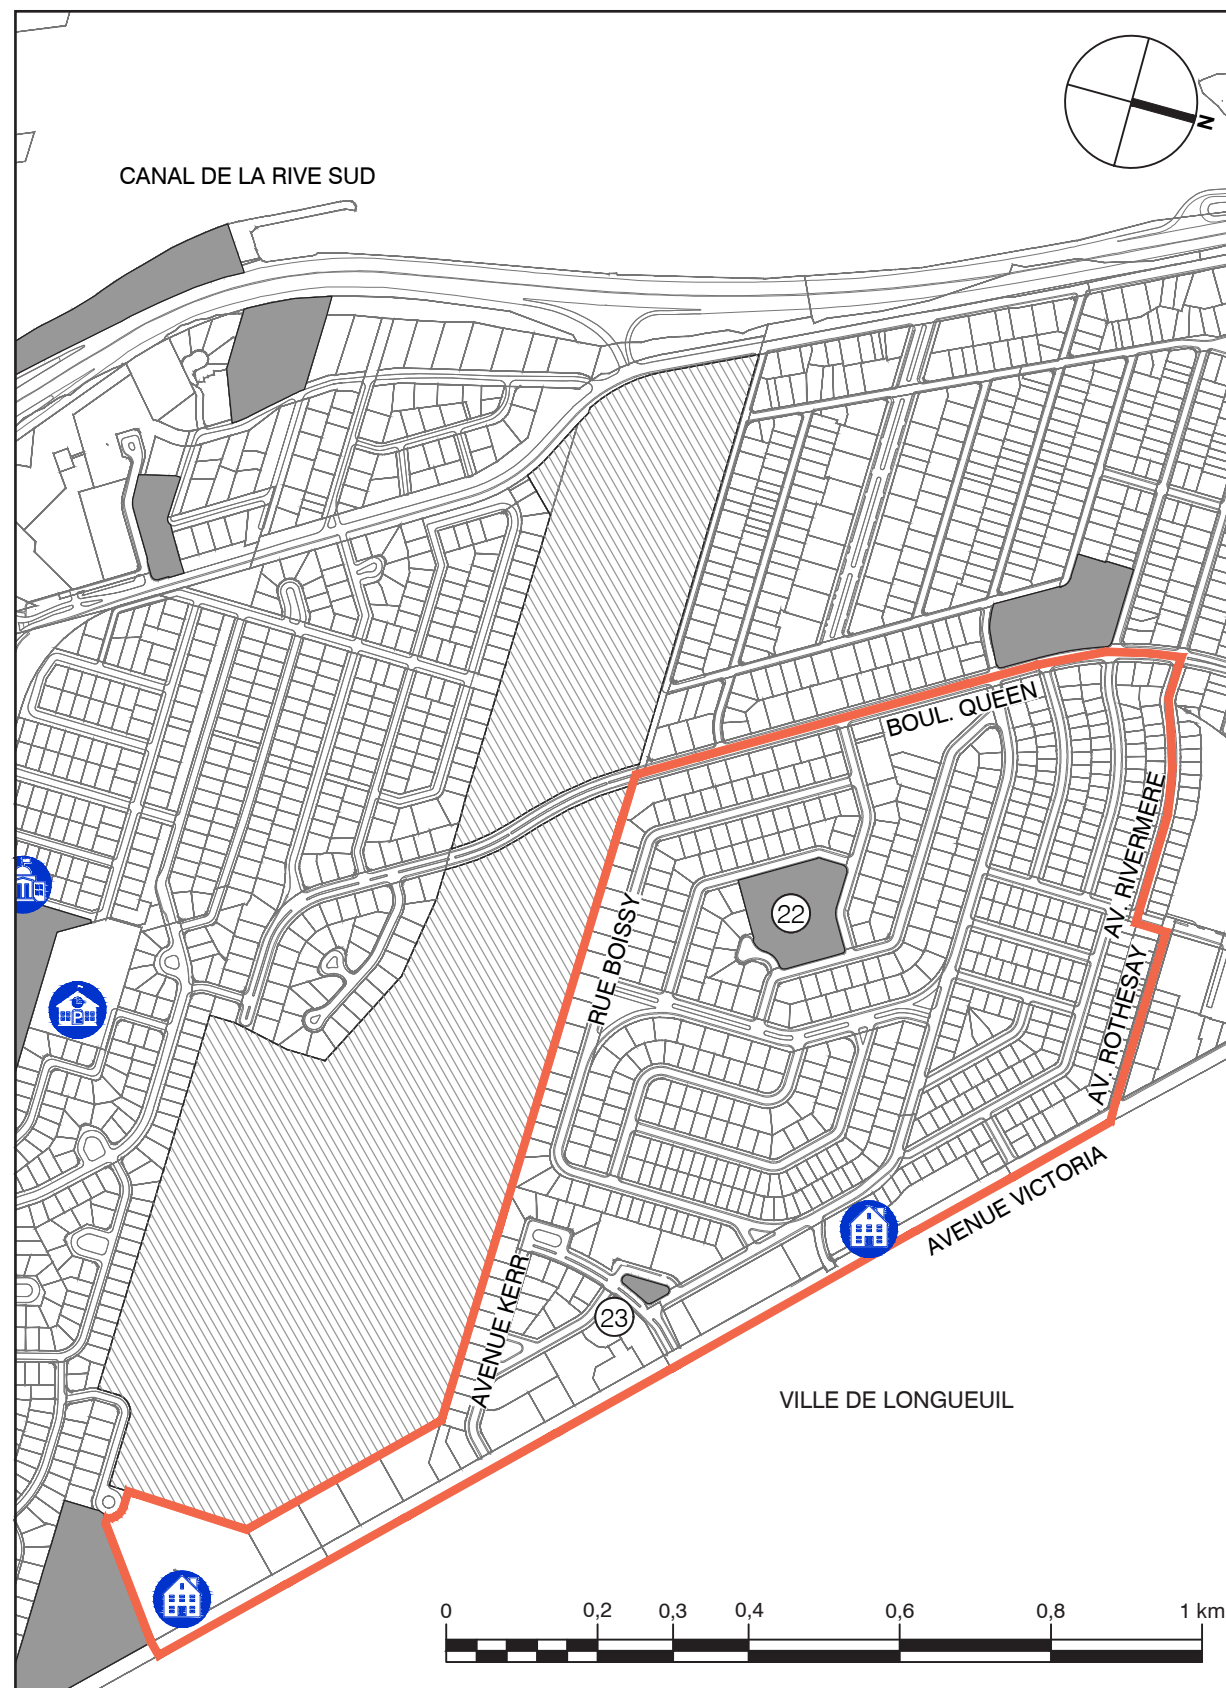 N
CANAL DE LA RIVE SUD
BOUL. QUEEN
AV. RIVERMERE
22
RUE BOISSY
AV. ROTHESAY
P
AVENUE VICTORIA
AVENUE KERR
23
VILLE DE LONGUEUIL
0 0,2 0,3 0,4 0,6 0,8 1 km